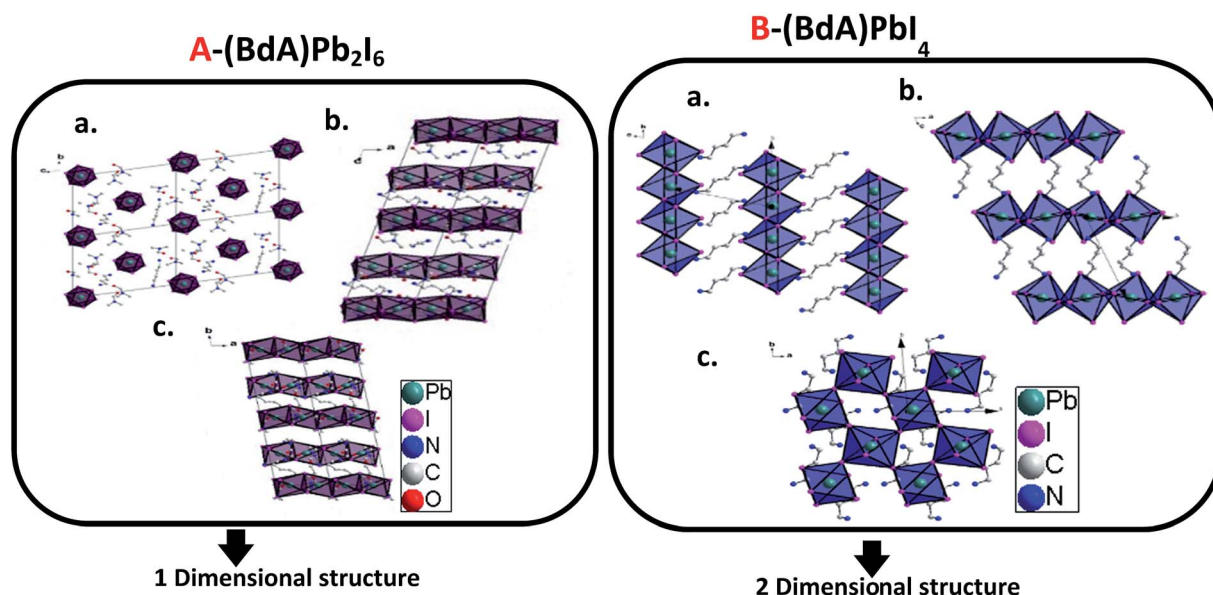 A-(BdA)Pb₂I₆
a.
b.
c.
b
c
a
b
a
Pb
I
N
C
O
1 Dimensional structure
B-(BdA)PbI₄
a.
b.
c.
b
a
b
a
Pb
I
C
N
2 Dimensional structure